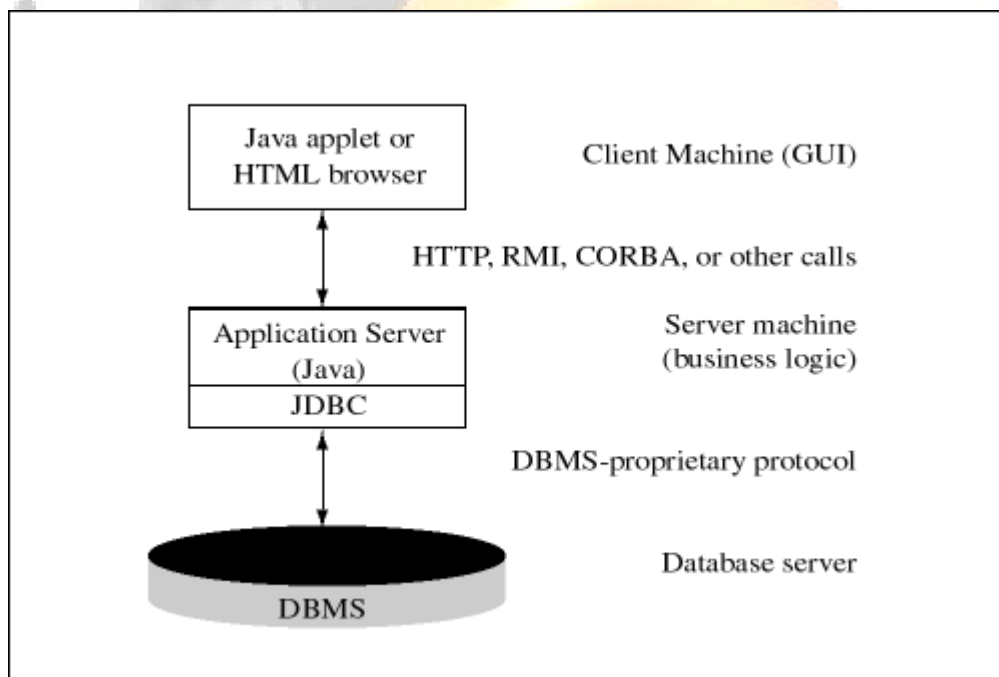 Java applet or
HTML browser
Client Machine (GUI)
HTTP, RMI, CORBA, or other calls
Application Server
(Java)
JDBC
Server machine
(business logic)
DBMS-proprietary protocol
Database server
DBMS